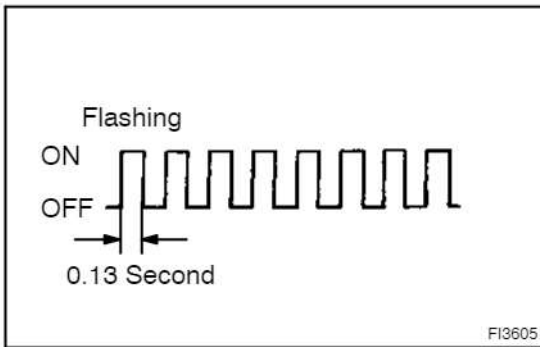 Flashing
ON
OFF
0.13 Second
FI3605